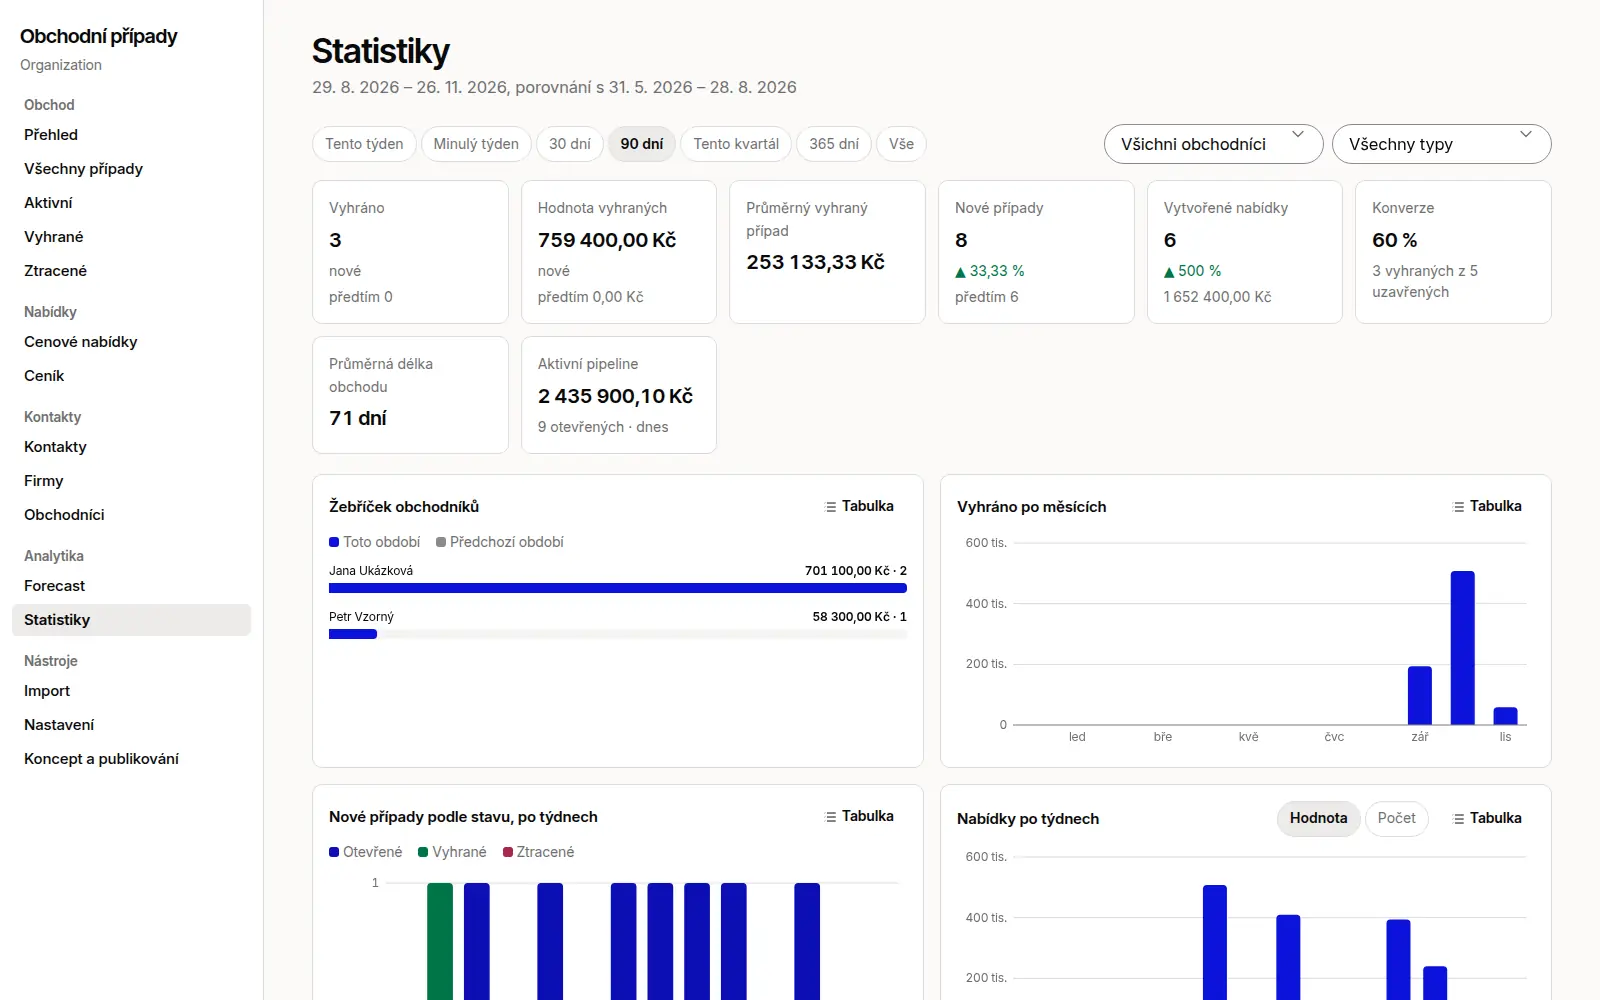 Obchodní případy
Organization
Obchod
Přehled
Všechny případy
Aktivní
Vyhrané
Ztracené
Nabídky
Cenové nabídky
Ceník
Kontakty
Kontakty
Firmy
Obchodníci
Analytika
Forecast
Statistiky
Nástroje
Import
Nastavení
Koncept a publikování
Statistiky
29. 8. 2026 – 26. 11. 2026, porovnání s 31. 5. 2026 – 28. 8. 2026
Tento týden
Minulý týden
30 dní
90 dní
Tento kvartál
365 dní
Vše
Všichni obchodníci
Všechny typy
Vyhráno
3
nové
předtím 0
Hodnota vyhraných
759 400,00 Kč
nové
předtím 0,00 Kč
Průměrný vyhraný
případ
253 133,33 Kč
Nové případy
8
▲ 33,33 %
předtím 6
Vytvořené nabídky
6
▲ 500 %
1 652 400,00 Kč
Konverze
60 %
3 vyhraných z 5
uzavřených
Průměrná délka
obchodu
71 dní
Aktivní pipeline
2 435 900,10 Kč
9 otevřených · dnes
Žebříček obchodníků
Tabulka
Toto období
Předchozí období
Jana Ukázková
701 100,00 Kč · 2
Petr Vzorný
58 300,00 Kč · 1
Vyhráno po měsících
Tabulka
600 tis.
400 tis.
200 tis.
0
led
bře
kvě
čvc
zář
lis
Nové případy podle stavu, po týdnech
Tabulka
Otevřené
Vyhrané
Ztracené
1
Nabídky po týdnech
Hodnota
Počet
Tabulka
600 tis.
400 tis.
200 tis.